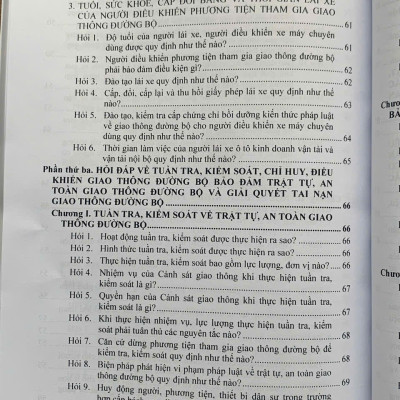 3. TUỔI, SỨC KHỎE, CẤP ĐỔI BẰNG VÀ THU HỒI BẰNG LÁI XE
CỦA NGƯỜI ĐIỀU KHIỂN PHƯƠNG TIỆN THAM GIA GIAO
THÔNG ĐƯỜNG BỘ 61
Hỏi 1. Độ tuổi của người lái xe, người điều khiển xe máy chuyên
dùng được quy định như thế nào? 61
Hỏi 2. Người điều khiển phương tiện tham gia giao thông đường bộ
phải bảo đảm điều kiện gì? 62
Hỏi 3. Đào tạo lái xe quy định như thế nào? 62
Hỏi 4. Cấp, đổi, cấp lại và thu hồi giấy phép lái xe quy định như thế
nào? 63
Hỏi 5. Đào tạo, kiểm tra cấp chứng chỉ bồi dưỡng kiến thức pháp luật
về giao thông đường bộ cho người điều khiển xe máy chuyên
dùng quy định như thế nào? 64
Hỏi 6. Thời gian làm việc của người lái xe ô tô kinh doanh vận tải và
vận tải nội bộ quy định như thế nào? 66
Phần thứ ba. HỎI ĐÁP VỀ TUẦN TRA, KIỂM SOÁT, CHỈ HUY, ĐIỀU
KHIỂN GIAO THÔNG ĐƯỜNG BỘ BẢO ĐẢM TRẬT TỰ, AN
TOÀN GIAO THÔNG ĐƯỜNG BỘ VÀ GIẢI QUYẾT TAI NẠN
GIAO THÔNG ĐƯỜNG BỘ 66
Chương I. TUẦN TRA, KIỂM SOÁT VỀ TRẬT TỰ, AN TOÀN GIAO
THÔNG ĐƯỜNG BỘ 66
Hỏi 1. Hoạt động tuần tra, kiểm soát được thực hiện ra sao? 66
Hỏi 2. Hình thức tuần tra, kiểm soát được thực hiện ra sao? 66
Hỏi 3. Thực hiện tuần tra, kiểm soát bao gồm lực lượng, đơn vị nào? 66
Hỏi 4. Nhiệm vụ của Cảnh sát giao thông khi thực hiện tuần tra,
kiểm soát là gì? 67
Hỏi 5. Quyền hạn của Cảnh sát giao thông khi thực hiện tuần tra,
kiểm soát là gì? 67
Hỏi 6. Khi thực hiện nhiệm vụ, lực lượng thực hiện tuần tra, kiểm
soát phải tuân thủ các nguyên tắc nào? 68
Hỏi 7. Căn cứ dừng phương tiện tham gia giao thông đường bộ để
kiểm tra, kiểm soát quy định như thế nào? 68
Hỏi 8. Biện pháp phát hiện vi phạm pháp luật về trật tự, an toàn giao
thông đường bộ quy định như thế nào? 69
Hỏi 9. Huy động người, phương tiện, thiết bị dân sự trong trường
Chươ
BẢ